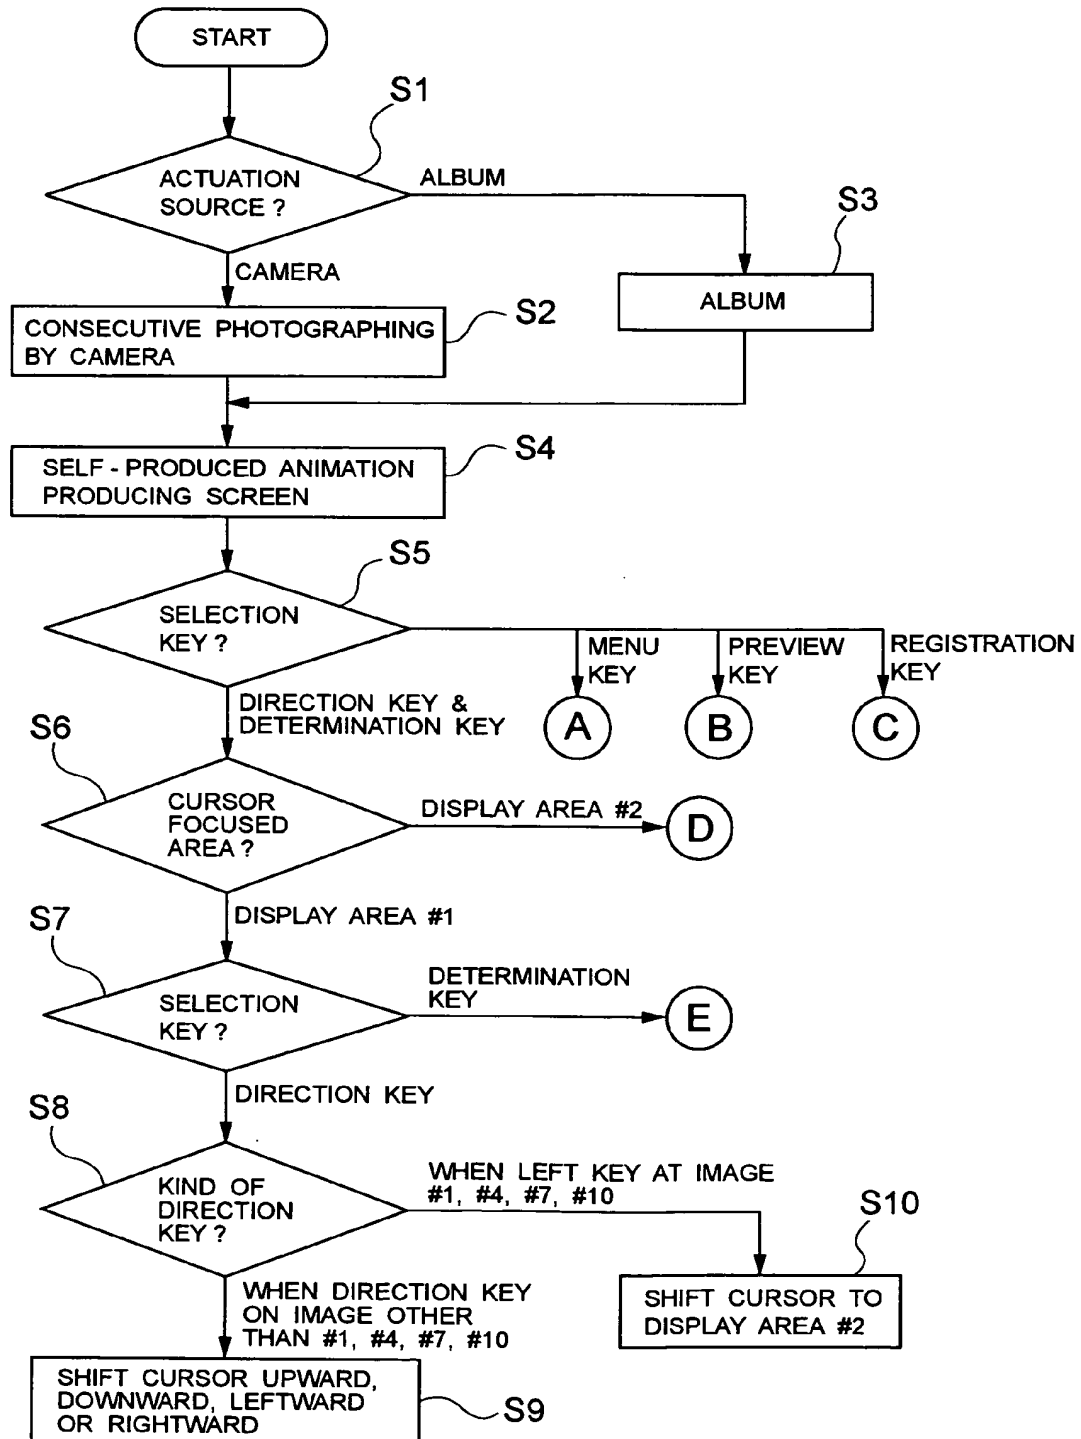 START
S1
ACTUATION
SOURCE ?
ALBUM
S3
CAMERA
ALBUM
S2
CONSECUTIVE PHOTOGRAPHING
BY CAMERA
S4
SELF - PRODUCED ANIMATION
PRODUCING SCREEN
S5
SELECTION
KEY ?
MENU
KEY
PREVIEW
KEY
REGISTRATION
KEY
DIRECTION KEY &
DETERMINATION KEY
A
B
C
S6
CURSOR
FOCUSED
AREA ?
DISPLAY AREA #2
D
DISPLAY AREA #1
S7
SELECTION
KEY ?
DETERMINATION
KEY
E
DIRECTION KEY
S8
KIND OF
DIRECTION
KEY ?
WHEN LEFT KEY AT IMAGE
#1, #4, #7, #10
S10
SHIFT CURSOR TO
DISPLAY AREA #2
WHEN DIRECTION KEY
ON IMAGE OTHER
THAN #1, #4, #7, #10
SHIFT CURSOR UPWARD,
DOWNWARD, LEFTWARD
OR RIGHTWARD
S9